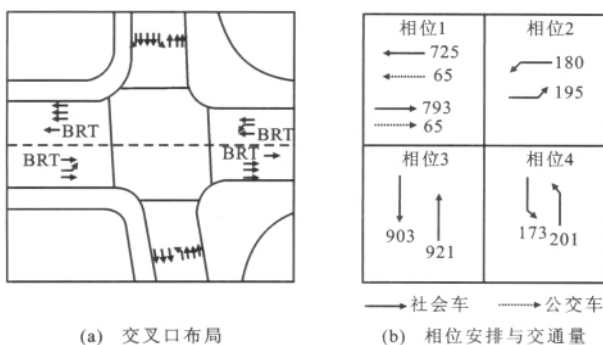 BRT
BRT
BRT
BRT
(a) 交叉口布局
相位1
725
65
793
65
相位2
180
195
相位3
903
921
相位4
173
201
社会车
公交车
(b) 相位安排与交通量